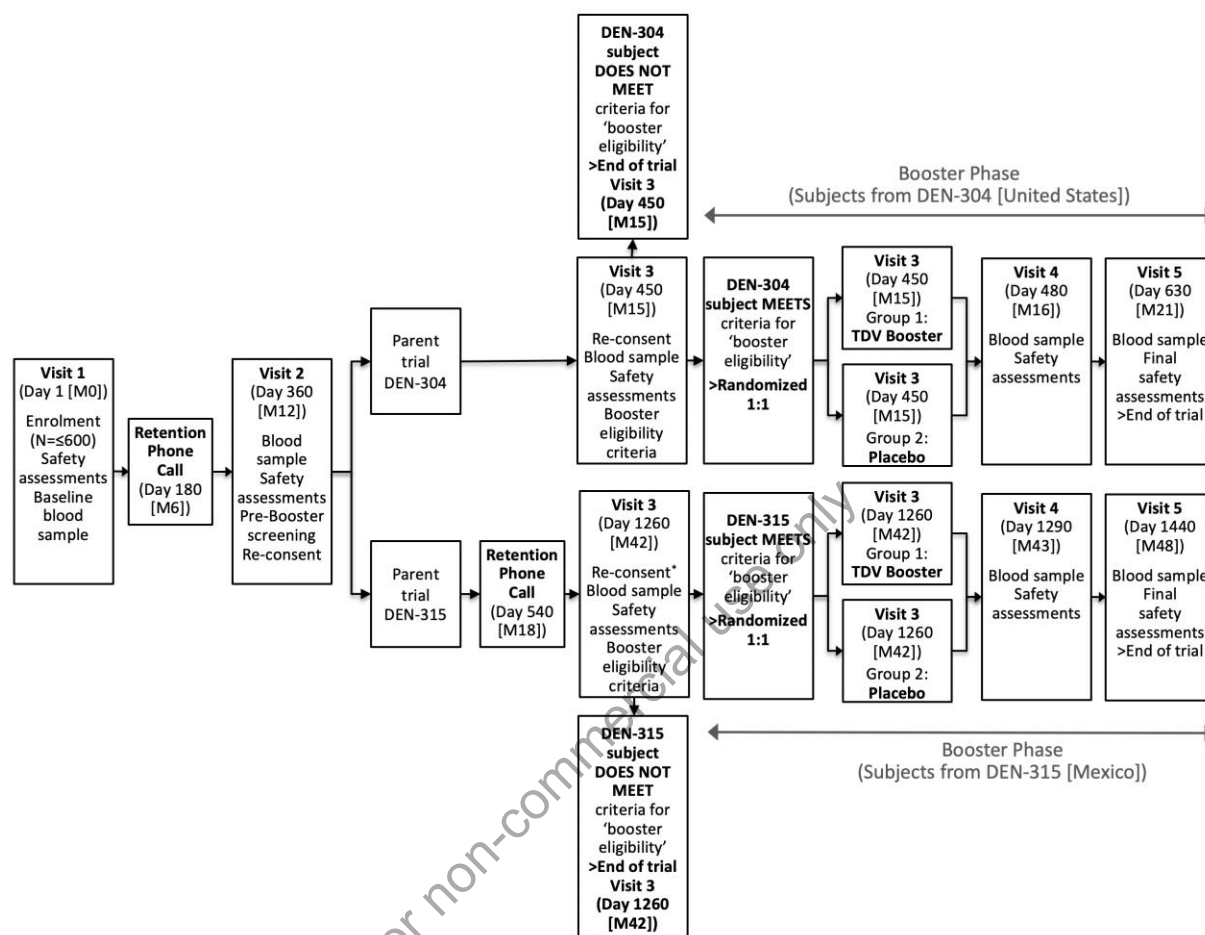 DEN-304
subject
DOES NOT
MEET
criteria for
‘booster
eligibility’
>End of trial
Visit 3
(Day 450
[M15])
Booster Phase
(Subjects from DEN-304 [United States])
Visit 1
(Day 1 [M0])
Enrolment
(N=≤600)
Safety
assessments
Baseline
blood
sample
Retention
Phone
Call
(Day 180
[M6])
Visit 2
(Day 360
[M12])
Blood
sample
Safety
assessments
Pre-Booster
screening
Re-consent
Parent
trial
DEN-304
Visit 3
(Day 450
[M15])
Re-consent
Blood sample
Safety
assessments
Booster
eligibility
criteria
DEN-304
subject MEETS
criteria for
‘booster
eligibility’
>Randomized
1:1
Visit 3
(Day 450
[M15])
Group 1:
TDV Booster
Visit 3
(Day 450
[M15])
Group 2:
Placebo
Visit 4
(Day 480
[M16])
Blood sample
Safety
assessments
Visit 5
(Day 630
[M21])
Blood sample
Final
safety
assessments
>End of trial
Parent
trial
DEN-315
Retention
Phone
Call
(Day 540
[M18])
Visit 3
(Day 1260
[M42])
Re-consent*
Blood sample
Safety
assessments
Booster
eligibility
criteria
DEN-315
subject MEETS
criteria for
‘booster
eligibility’
>Randomized
1:1
Visit 3
(Day 1260
[M42])
Group 1:
TDV Booster
Visit 3
(Day 1260
[M42])
Group 2:
Placebo
Visit 4
(Day 1290
[M43])
Blood sample
Safety
assessments
Visit 5
(Day 1440
[M48])
Blood sample
Final
safety
assessments
>End of trial
DEN-315
subject
DOES NOT
MEET
criteria for
‘booster
eligibility’
>End of trial
Visit 3
(Day 1260
[M42])
Booster Phase
(Subjects from DEN-315 [Mexico])
or non-commercial use only